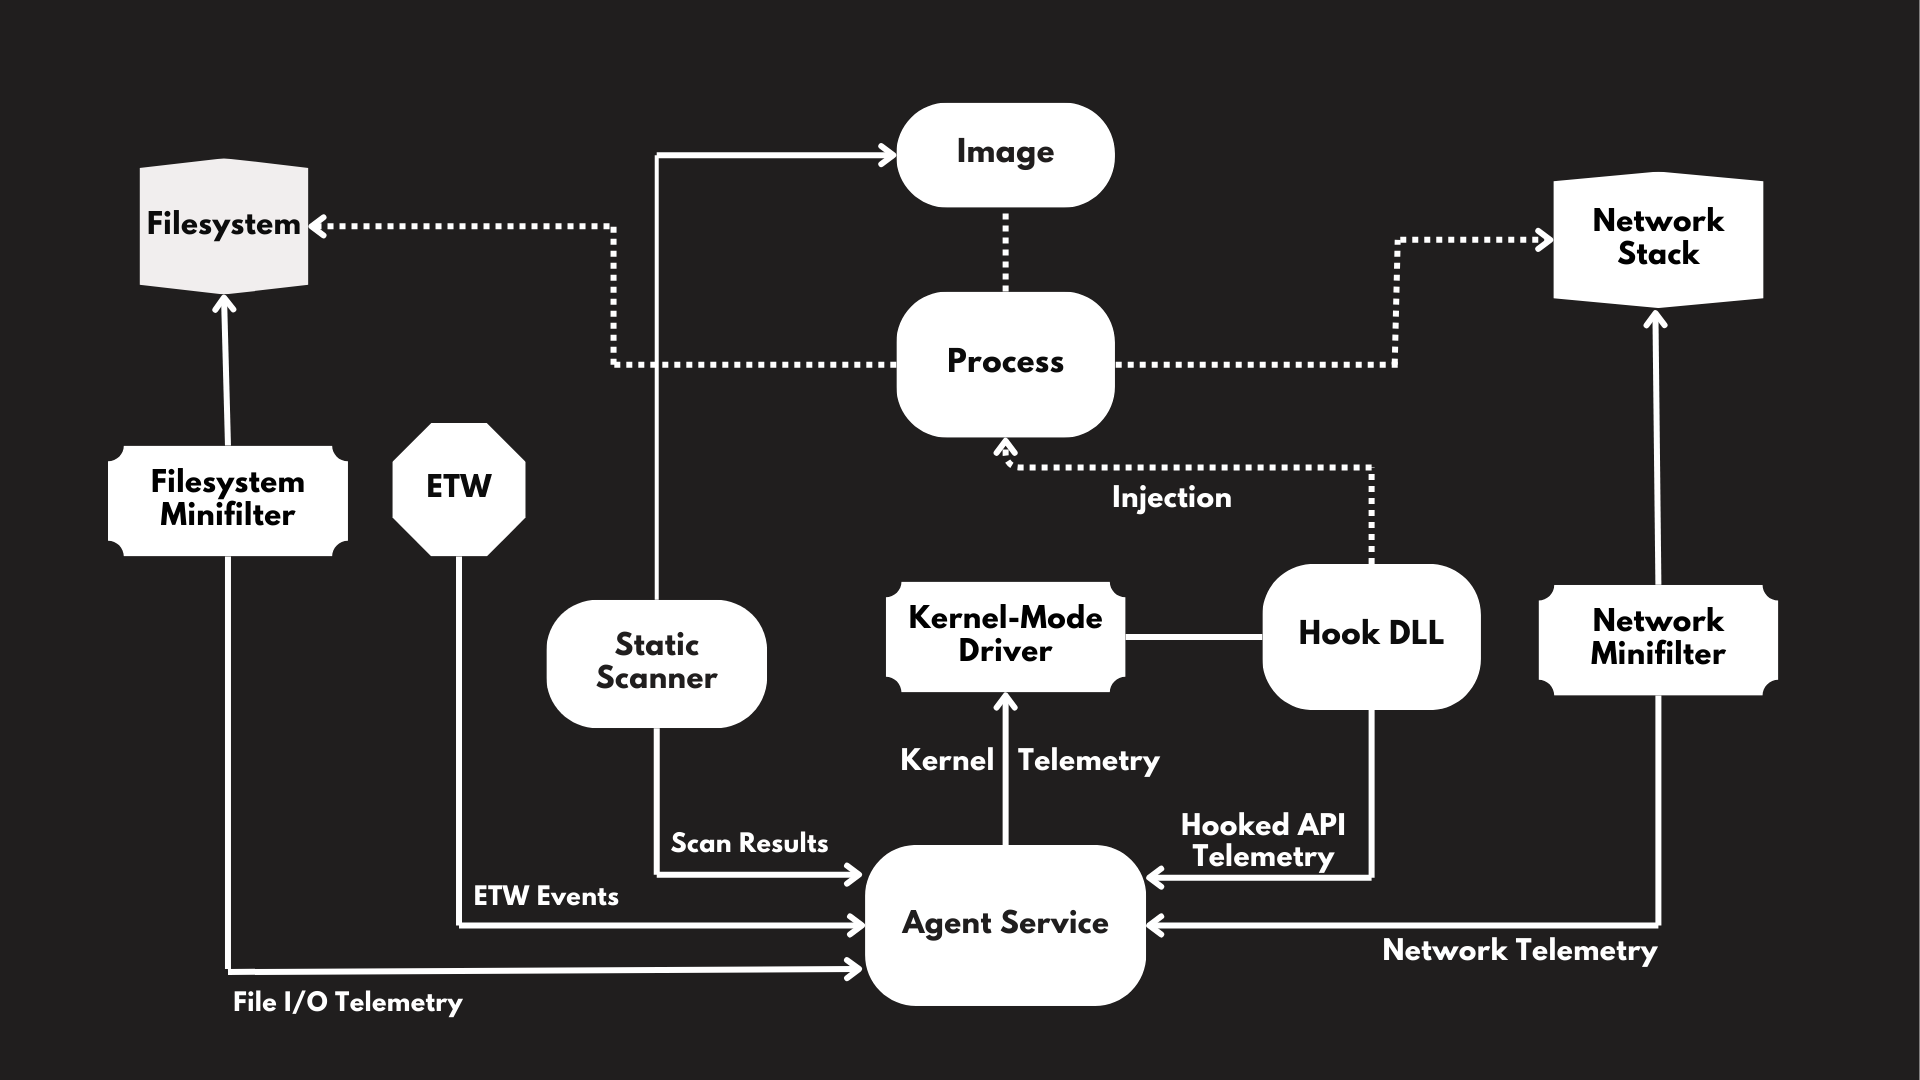 Image
Filesystem
Network
Stack
Process
Filesystem
Minifilter
ETW
Injection
Static
Scanner
Kernel-Mode
Driver
Hook DLL
Network
Minifilter
Kernel Telemetry
Scan Results
Hooked API
Telemetry
ETW Events
Agent Service
Network Telemetry
File I/O Telemetry